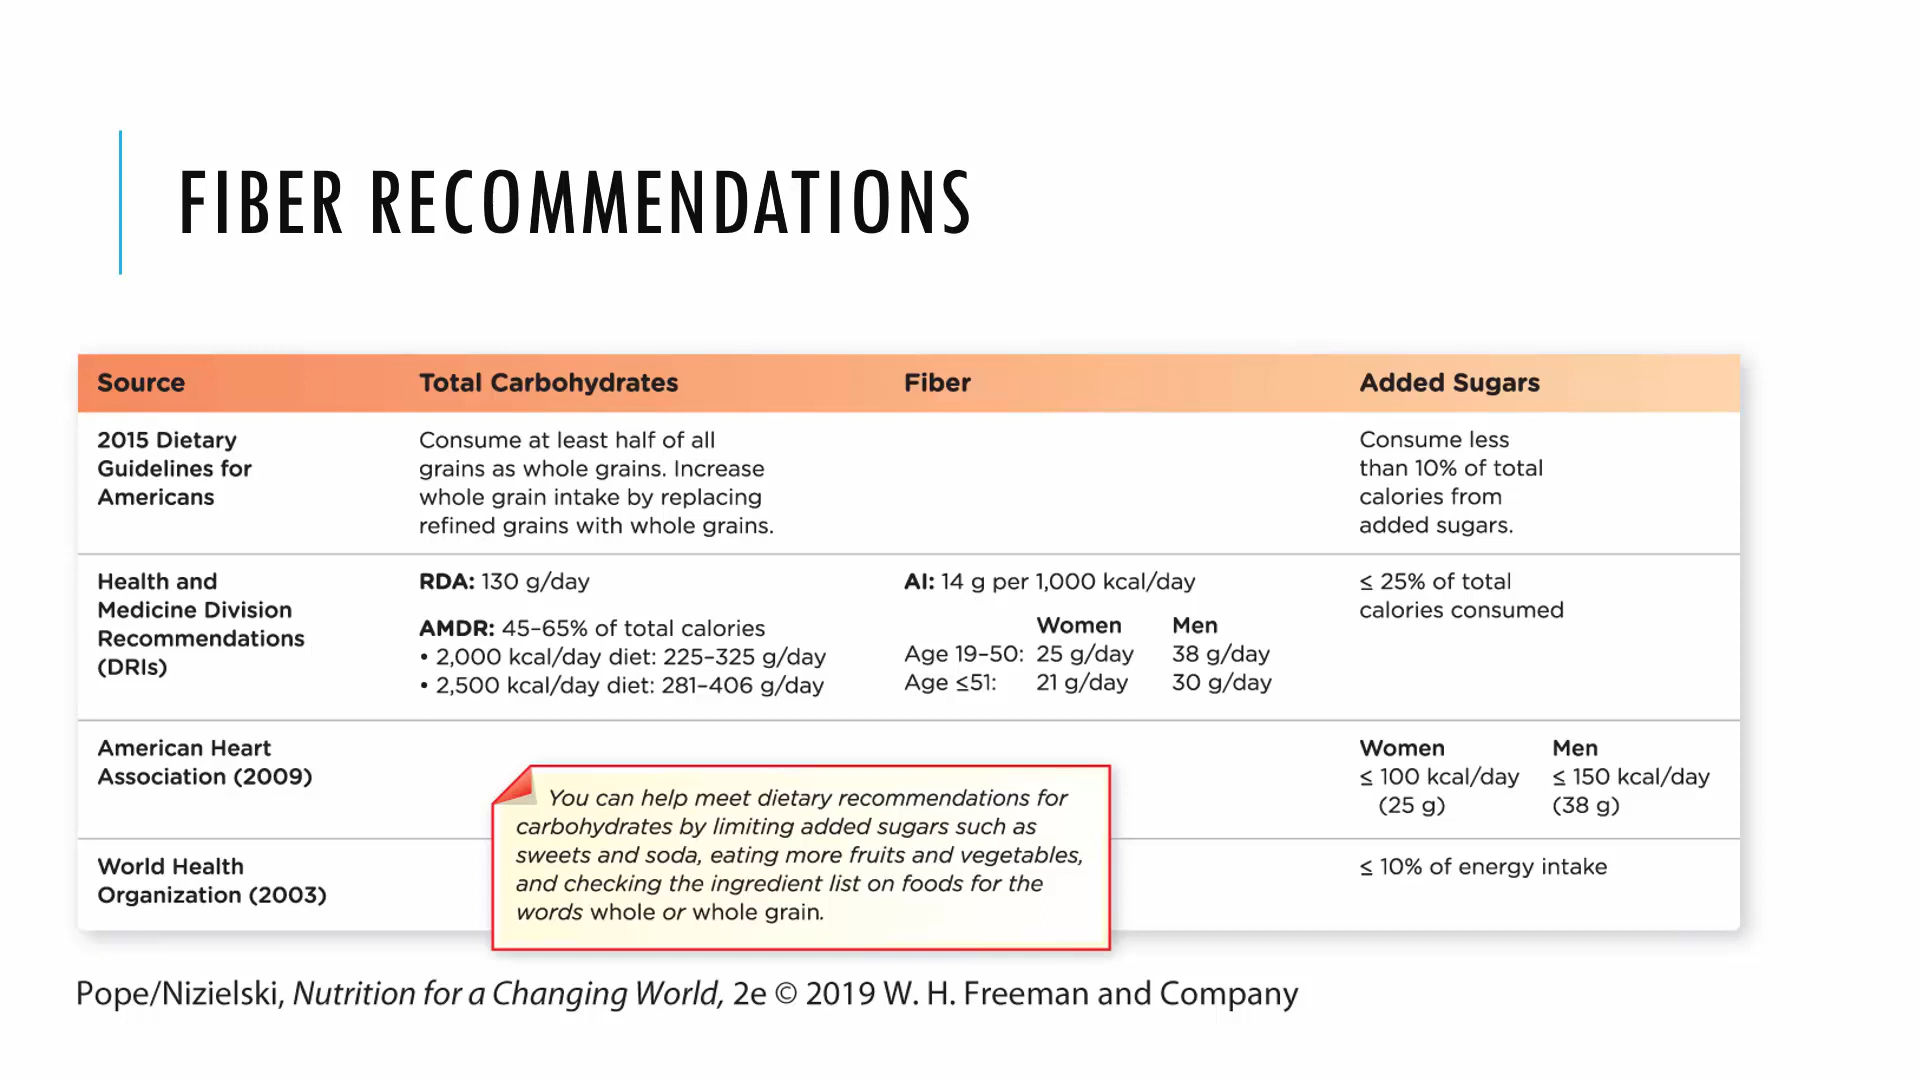 FIBER RECOMMENDATIONS
Source Total Carbohydrates Fiber Added Sugars
2015 Dietary
Guidelines for
Americans
Consume at least half of all
grains as whole grains. Increase
whole grain intake by replacing
refined grains with whole grains.
Consume less
than 10% of total
calories from
added sugars.
Health and
Medicine Division
Recommendations
(DRIs)
RDA: 130 g/day
AMDR: 45–65% of total calories
• 2,000 kcal/day diet: 225–325 g/day
• 2,500 kcal/day diet: 281–406 g/day
AI: 14 g per 1,000 kcal/day
Women Men
Age 19–50: 25 g/day 38 g/day
Age ≤51: 21 g/day 30 g/day
≤ 25% of total
calories consumed
American Heart
Association (2009)
Women Men
≤ 100 kcal/day ≤ 150 kcal/day
(25 g) (38 g)
World Health
Organization (2003)
≤ 10% of energy intake
You can help meet dietary recommendations for
carbohydrates by limiting added sugars such as
sweets and soda, eating more fruits and vegetables,
and checking the ingredient list on foods for the
words whole or whole grain.
Pope/Nizielski, Nutrition for a Changing World, 2e © 2019 W. H. Freeman and Company